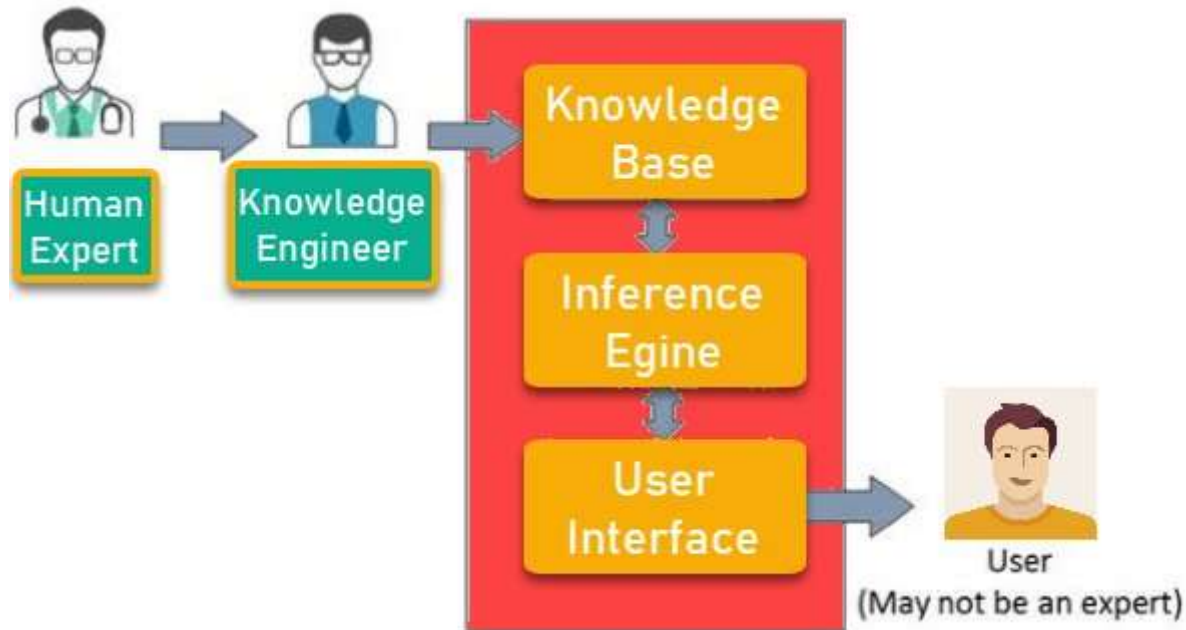 Human
Expert
Knowledge
Engineer
Knowledge
Base
Inference
Egine
User
Interface
User
(May not be an expert)